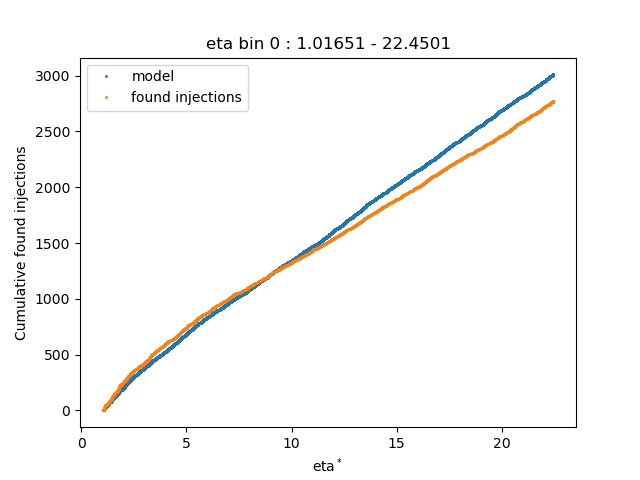 eta bin 0 : 1.01651 - 22.4501
model
found injections
3000
2500
2000
1500
1000
500
0
Cumulative found injections
0 5 10 15 20
eta*